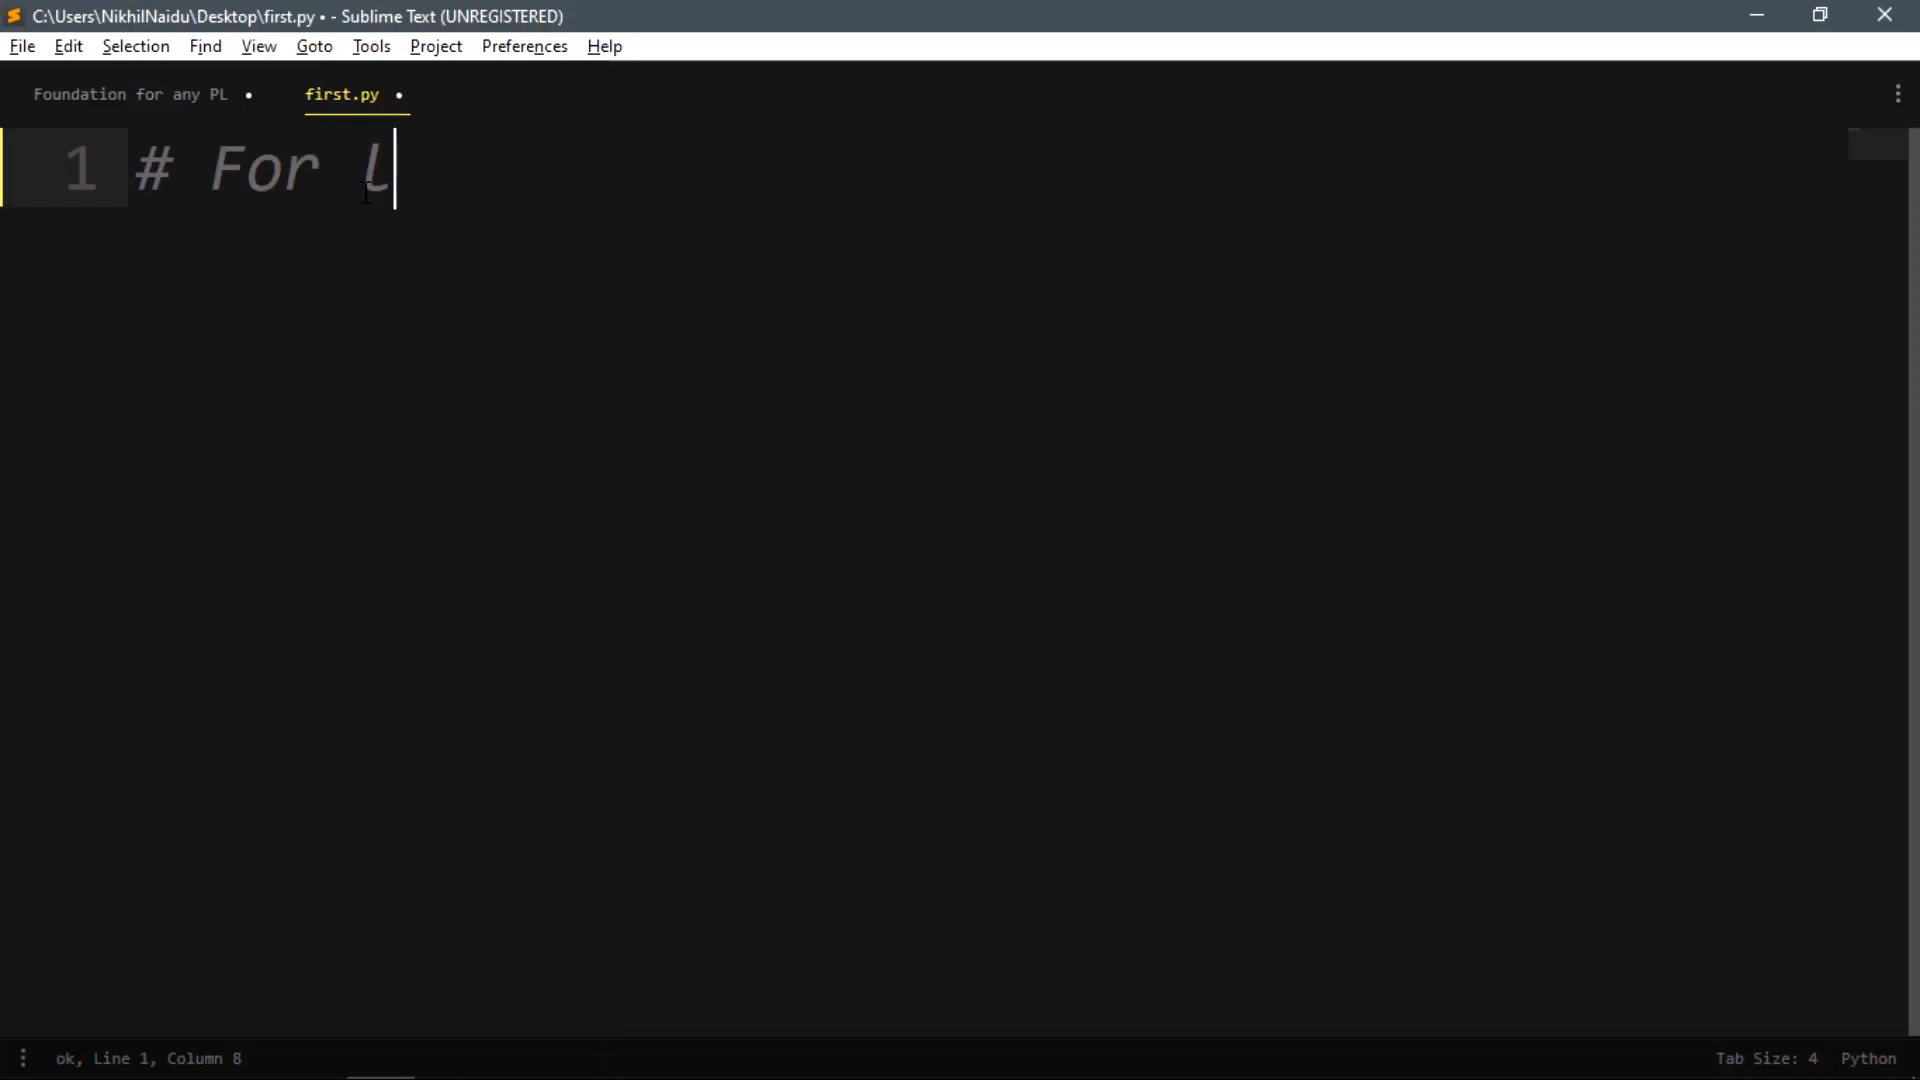 C:\Users\NikhilNaidu\Desktop\first.py • - Sublime Text (UNREGISTERED)
File Edit Selection Find View Goto Tools Project Preferences Help
Foundation for any PL • first.py •
1 # For l
ok, Line 1, Column 8 Tab Size: 4 Python